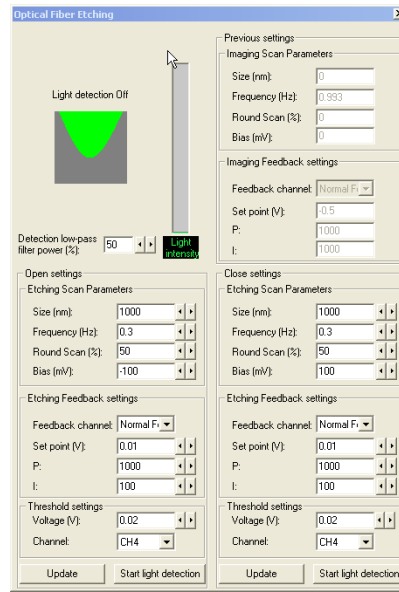 Optical Fiber Etching
Previous settings
Imaging Scan Parameters
Size (nm): 0
Frequency (Hz): 0.993
Round Scan (%): 0
Bias (mV): 0
Light detection Off
Imaging Feedback settings
Feedback channel: Normal F
Set point (V): -0.5
P: 1000
I: 1000
Detection low-pass
filter power (%): 50
Light
intensity
Open settings
Etching Scan Parameters
Size (nm): 1000
Frequency (Hz): 0.3
Round Scan (%): 50
Bias (mV): -100
Etching Feedback settings
Feedback channel: Normal F
Set point (V): 0.01
P: 1000
I: 100
Threshold settings
Voltage (V): 0.02
Channel: CH4
Update Start light detection
Close settings
Etching Scan Parameters
Size (nm): 1000
Frequency (Hz): 0.3
Round Scan (%): 50
Bias (mV): 100
Etching Feedback settings
Feedback channel: Normal F
Set point (V): 0.01
P: 1000
I: 100
Threshold settings
Voltage (V): 0.02
Channel: CH4
Update Start light detection